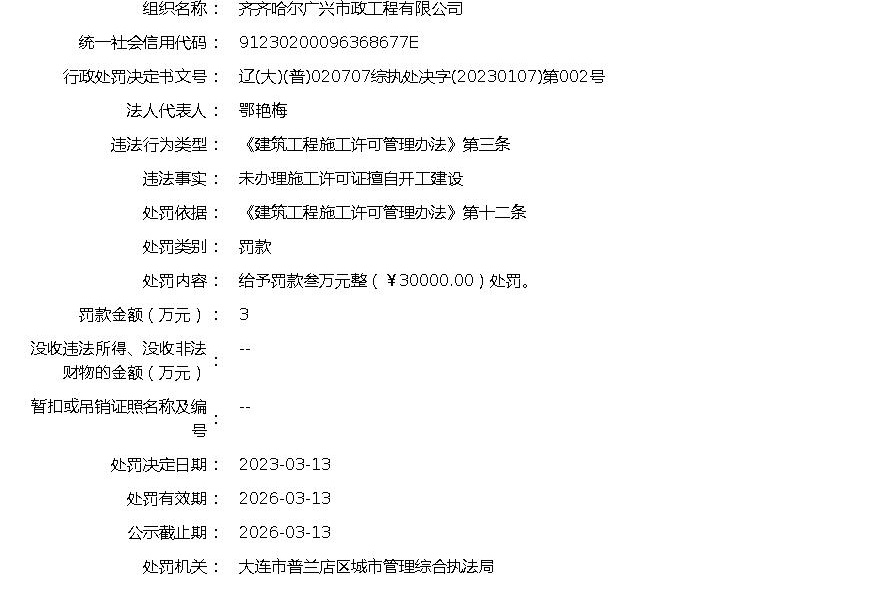 组织名称： 齐齐哈尔广兴市政工程有限公司
统一社会信用代码： 91230200096368677E
行政处罚决定书文号： 辽(大)(普)020707综执处决字(20230107)第002号
法人代表人： 鄂艳梅
违法行为类型： 《建筑工程施工许可管理办法》第三条
违法事实： 未办理施工许可证擅自开工建设
处罚依据： 《建筑工程施工许可管理办法》第十二条
处罚类别： 罚款
处罚内容： 给予罚款叁万元整（￥30000.00）处罚。
罚款金额（万元）： 3
没收违法所得、没收非法
财物的金额（万元）： --
暂扣或吊销证照名称及编
号： --
处罚决定日期： 2023-03-13
处罚有效期： 2026-03-13
公示截止期： 2026-03-13
处罚机关： 大连市普兰店区城市管理综合执法局